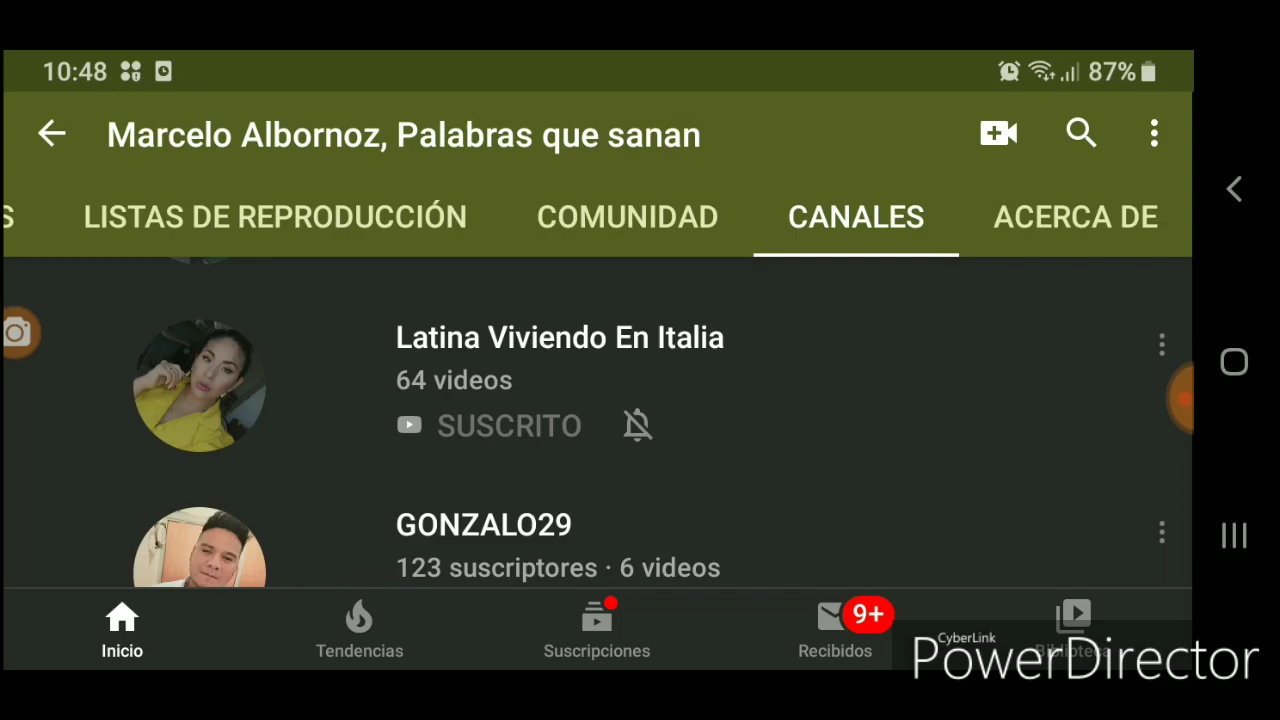 10:48
87%
Marcelo Albornoz, Palabras que sanan
S LISTAS DE REPRODUCCIÓN COMUNIDAD CANALES ACERCA DE
Latina Viviendo En Italia
64 videos
SUSCRITO
GONZALO29
123 suscriptores · 6 videos
9+
Inicio Tendencias Suscripciones Recibidos Biblioteca
CyberLink
PowerDirector